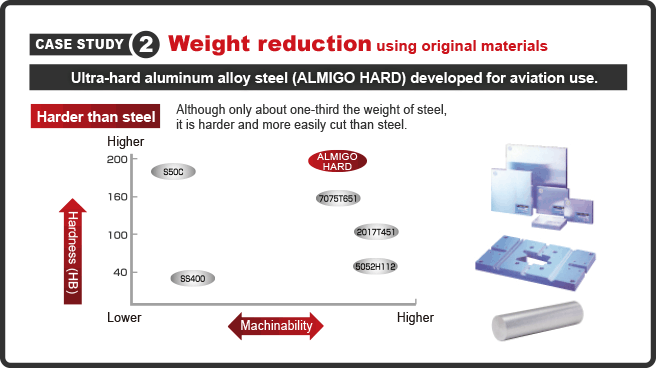 CASE STUDY 2 Weight reduction using original materials
Ultra-hard aluminum alloy steel (ALMIGO HARD) developed for aviation use.
Harder than steel
Although only about one-third the weight of steel,
it is harder and more easily cut than steel.
Higher
200
160
100
40
Hardness (HB)
S50C
ALMIGO
HARD
7075T651
2017T451
5052H112
SS400
Lower
Machinability
Higher